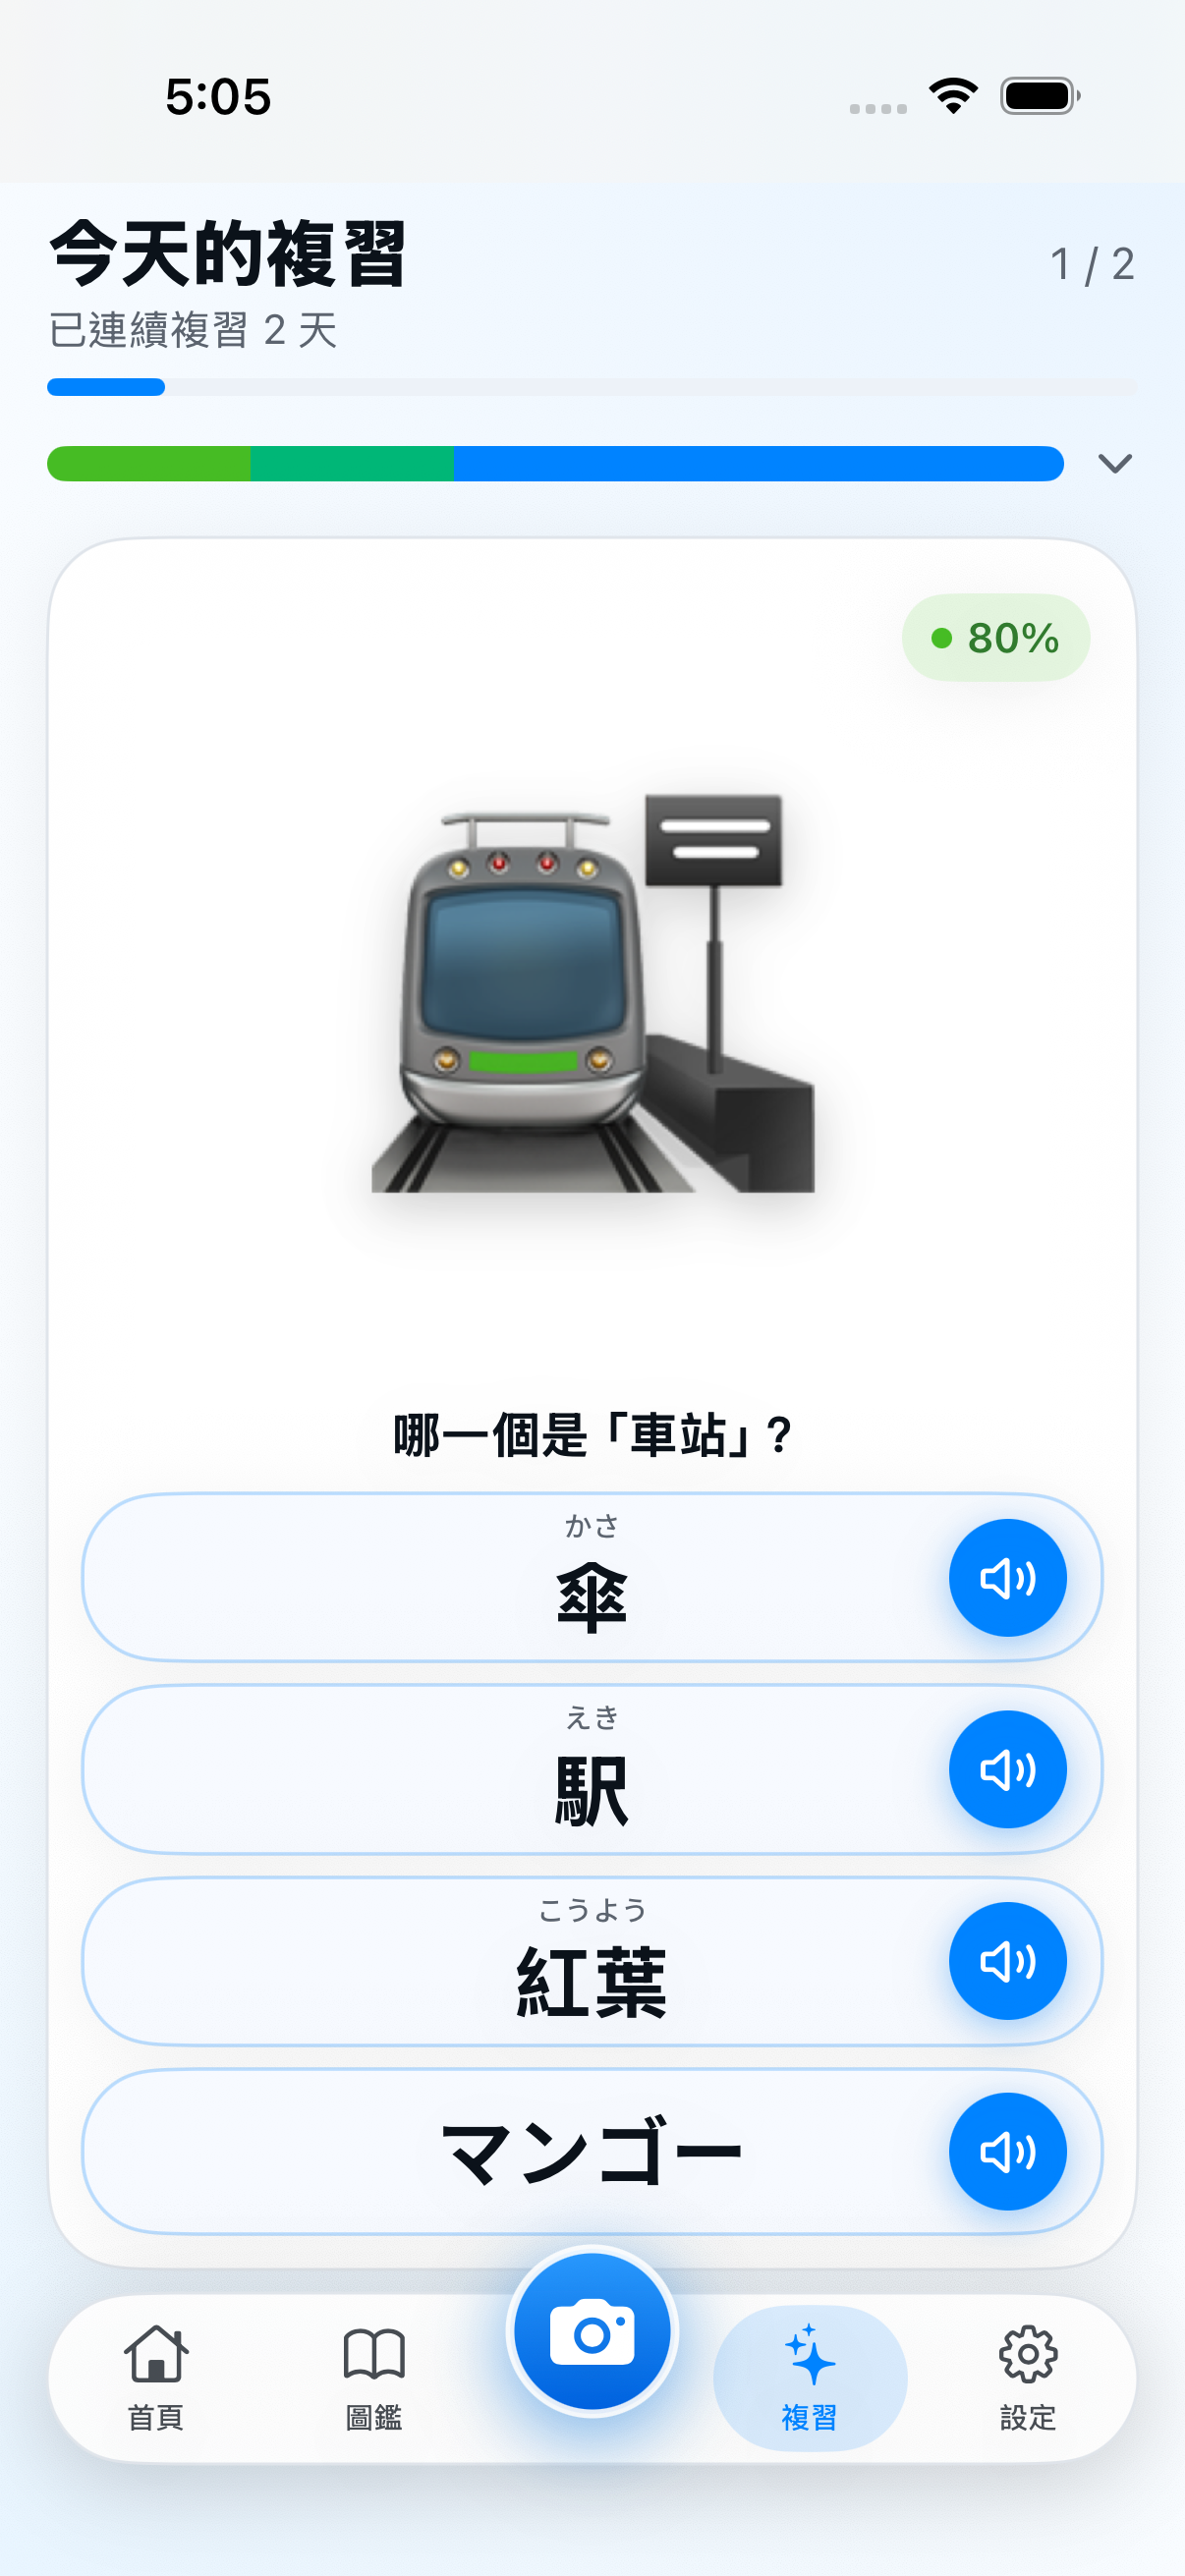 5:05
今天的複習
1 / 2
已連續複習 2 天
80%
哪一個是「車站」?
かさ
傘
えき
駅
こうよう
紅葉
マンゴー
首頁
圖鑑
複習
設定